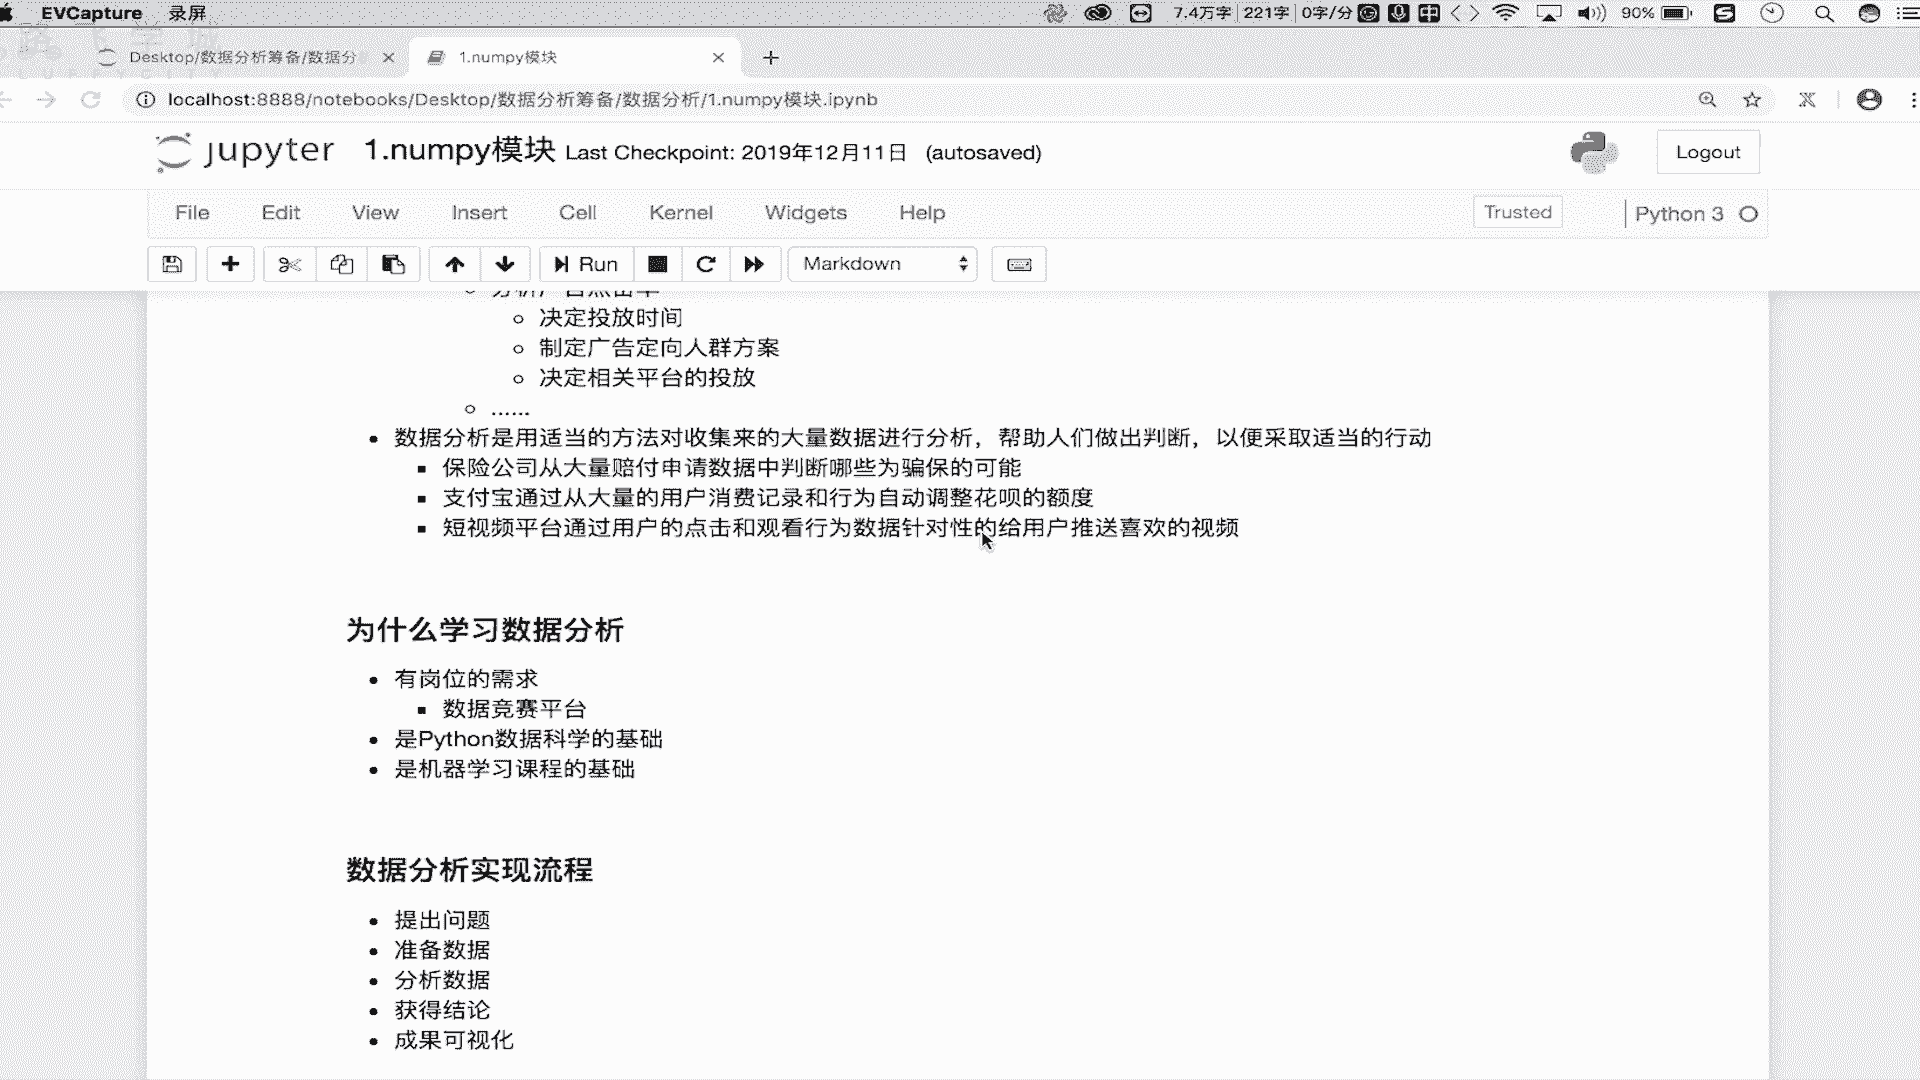 EVCapture 录屏 7.4万字 221字 0字/分 中 90%
Desktop/数据分析筹备/数据分 1.numpy模块
localhost:8888/notebooks/Desktop/数据分析筹备/数据分析/1.numpy模块.ipynb
jupyter 1.numpy模块 Last Checkpoint: 2019年12月11日 (autosaved) Logout
File Edit View Insert Cell Kernel Widgets Help Trusted Python 3
Run Markdown
决定投放时间
制定广告定向人群方案
决定相关平台的投放
......
数据分析是用适当的方法对收集来的大量数据进行分析，帮助人们做出判断，以便采取适当的行动
保险公司从大量赔付申请数据中判断哪些为骗保的可能
支付宝通过从大量的用户消费记录和行为自动调整花呗的额度
短视频平台通过用户的点击和观看行为数据针对性的给用户推送喜欢的视频
为什么学习数据分析
有岗位的需求
数据竞赛平台
是Python数据科学的基础
是机器学习课程的基础
数据分析实现流程
提出问题
准备数据
分析数据
获得结论
成果可视化